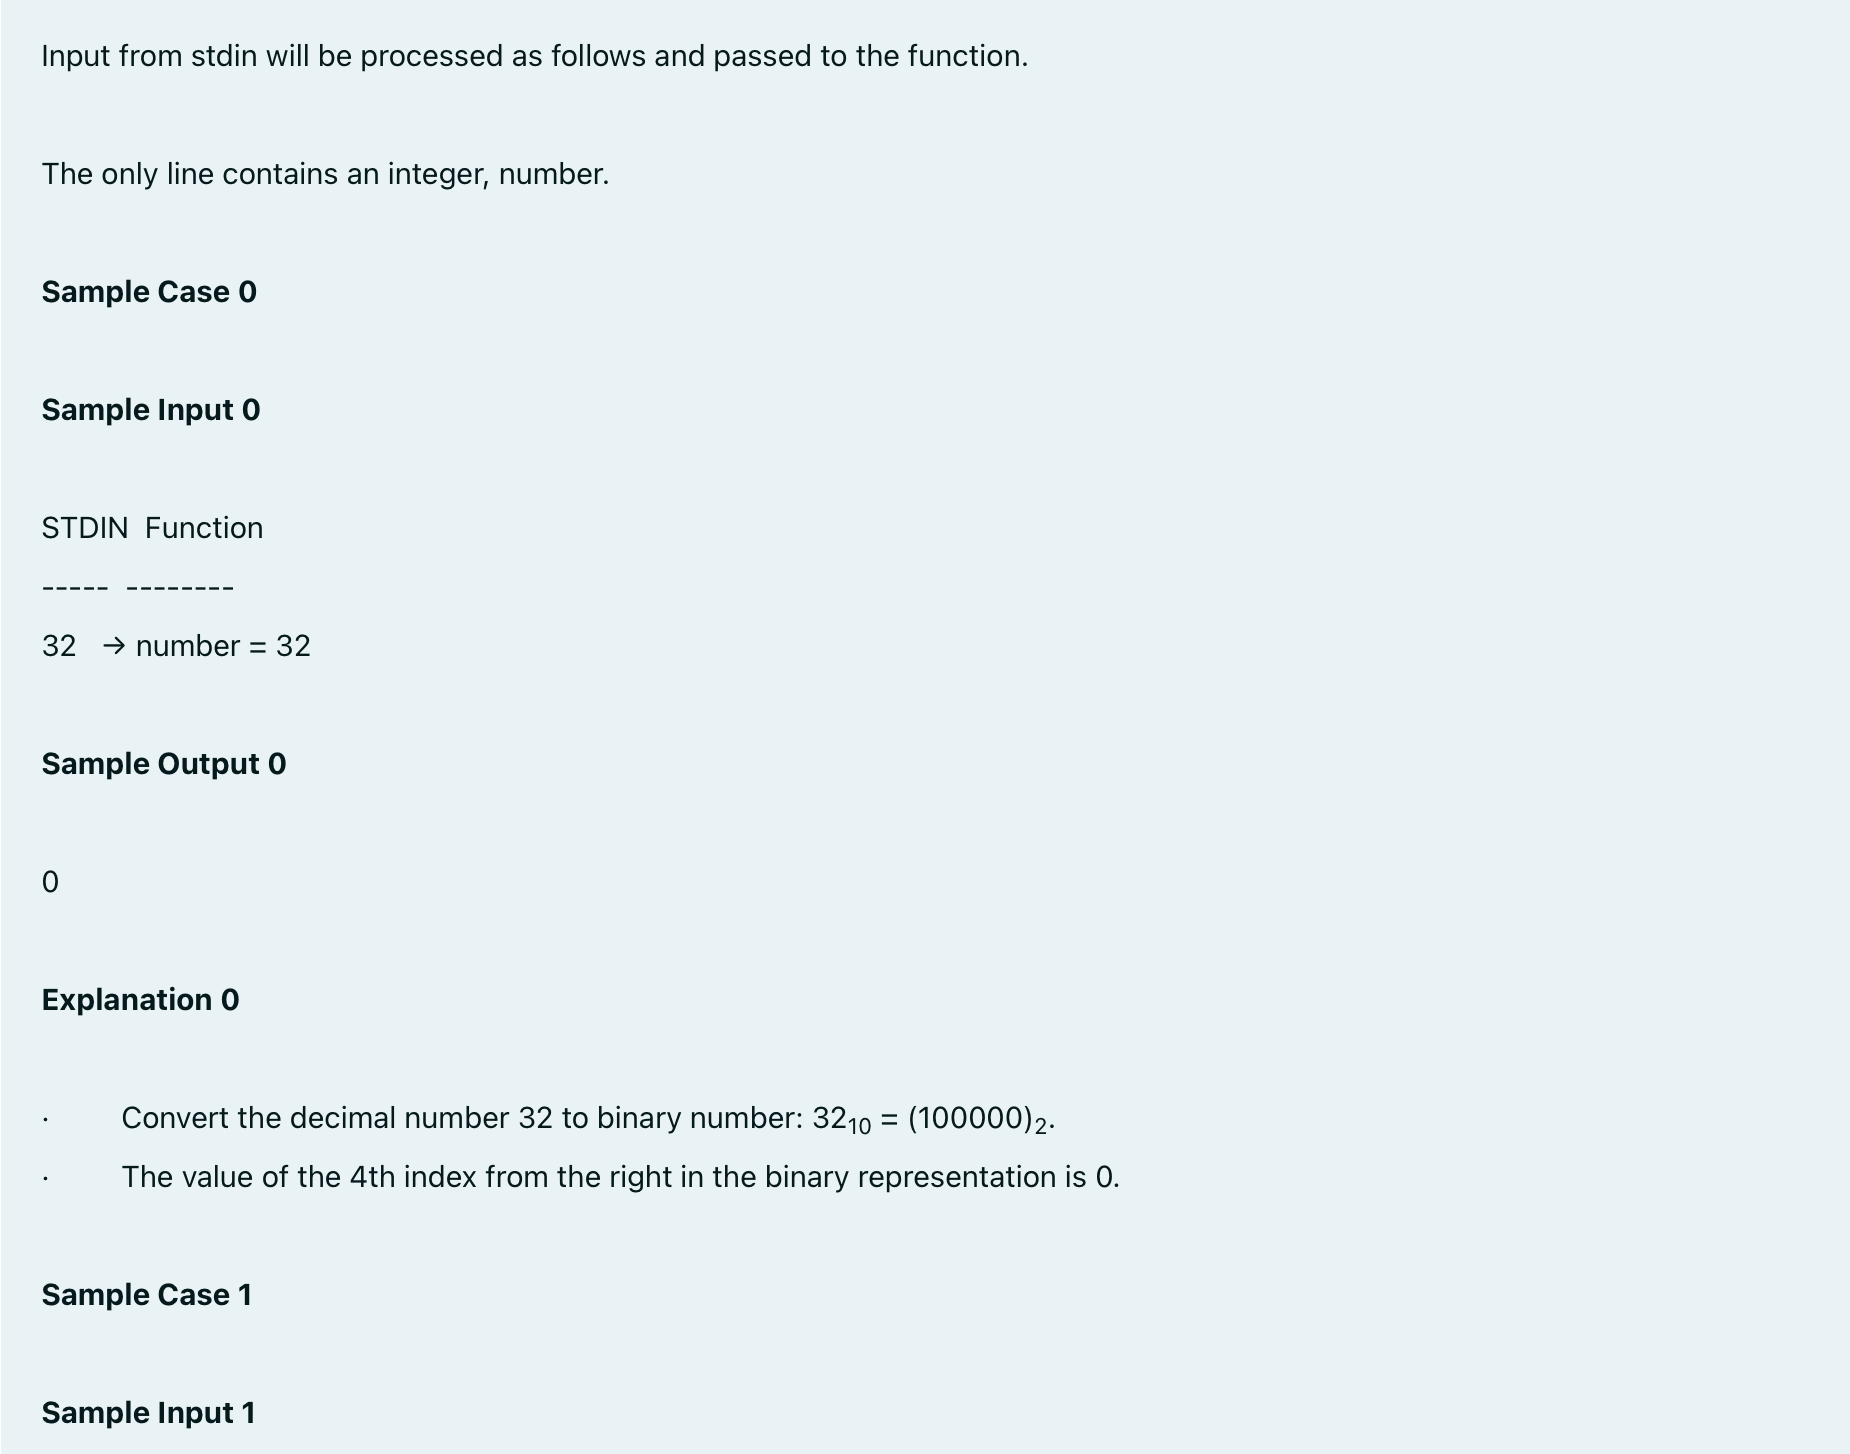 Input from stdin will be processed as follows and passed to the function.
The only line contains an integer, number.
Sample Case 0
Sample Input 0
STDIN  Function
-----  --------
32   → number = 32
Sample Output 0
0
Explanation 0
·        Convert the decimal number 32 to binary number: 32₁₀ = (100000)₂.
·        The value of the 4th index from the right in the binary representation is 0.
Sample Case 1
Sample Input 1